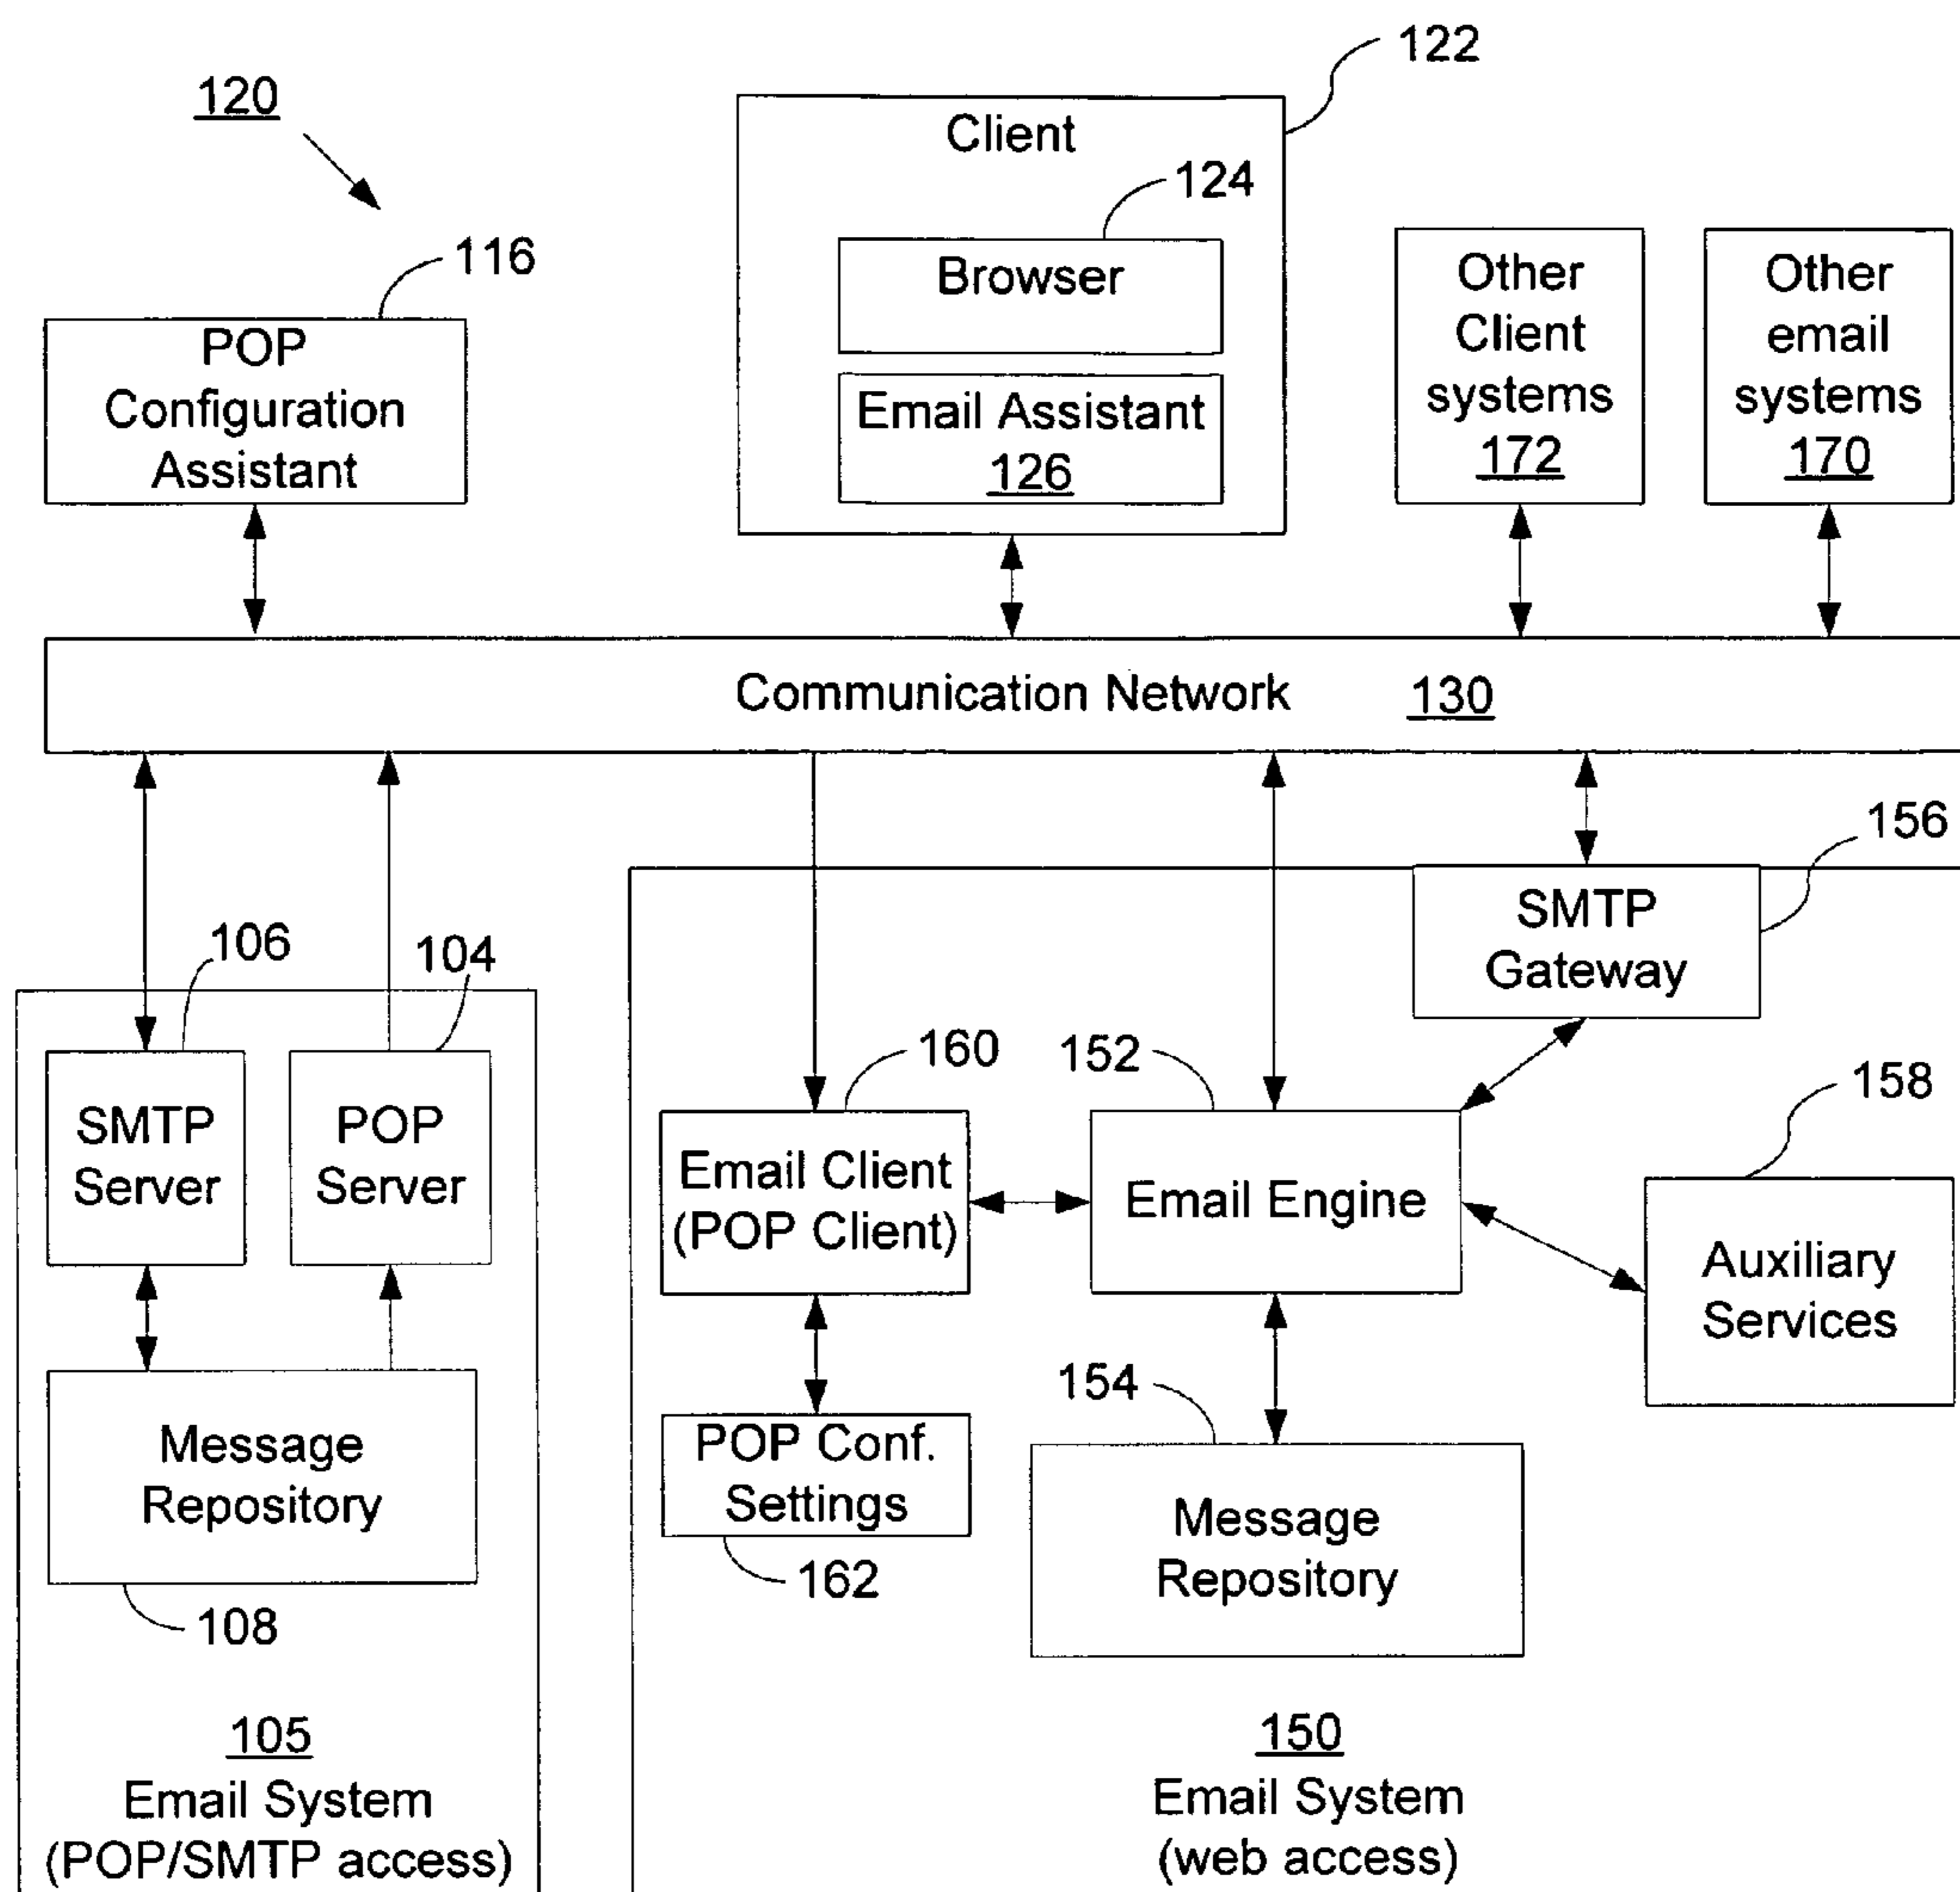 120
122
Client
124
Browser
Email Assistant
126
116
POP
Configuration
Assistant
Other
Client
systems
172
Other
email
systems
170
Communication Network 130
106
104
SMTP
Server
POP
Server
Message
Repository
108
105
Email System
(POP/SMTP access)
156
SMTP
Gateway
160
152
158
Email Client
(POP Client)
Email Engine
Auxiliary
Services
POP Conf.
Settings
162
154
Message
Repository
150
Email System
(web access)